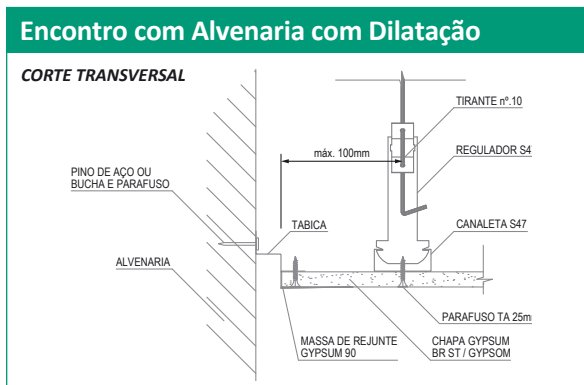 Encontro com Alvenaria com Dilatação
CORTE TRANSVERSAL
TIRANTE nº.10
máx. 100mm
REGULADOR S4
PINO DE AÇO OU
BUCHA E PARAFUSO
TABICA
CANALETA S47
ALVENARIA
PARAFUSO TA 25m
MASSA DE REJUNTE
GYPSUM 90
CHAPA GYPSUM
BR ST / GYPSOM